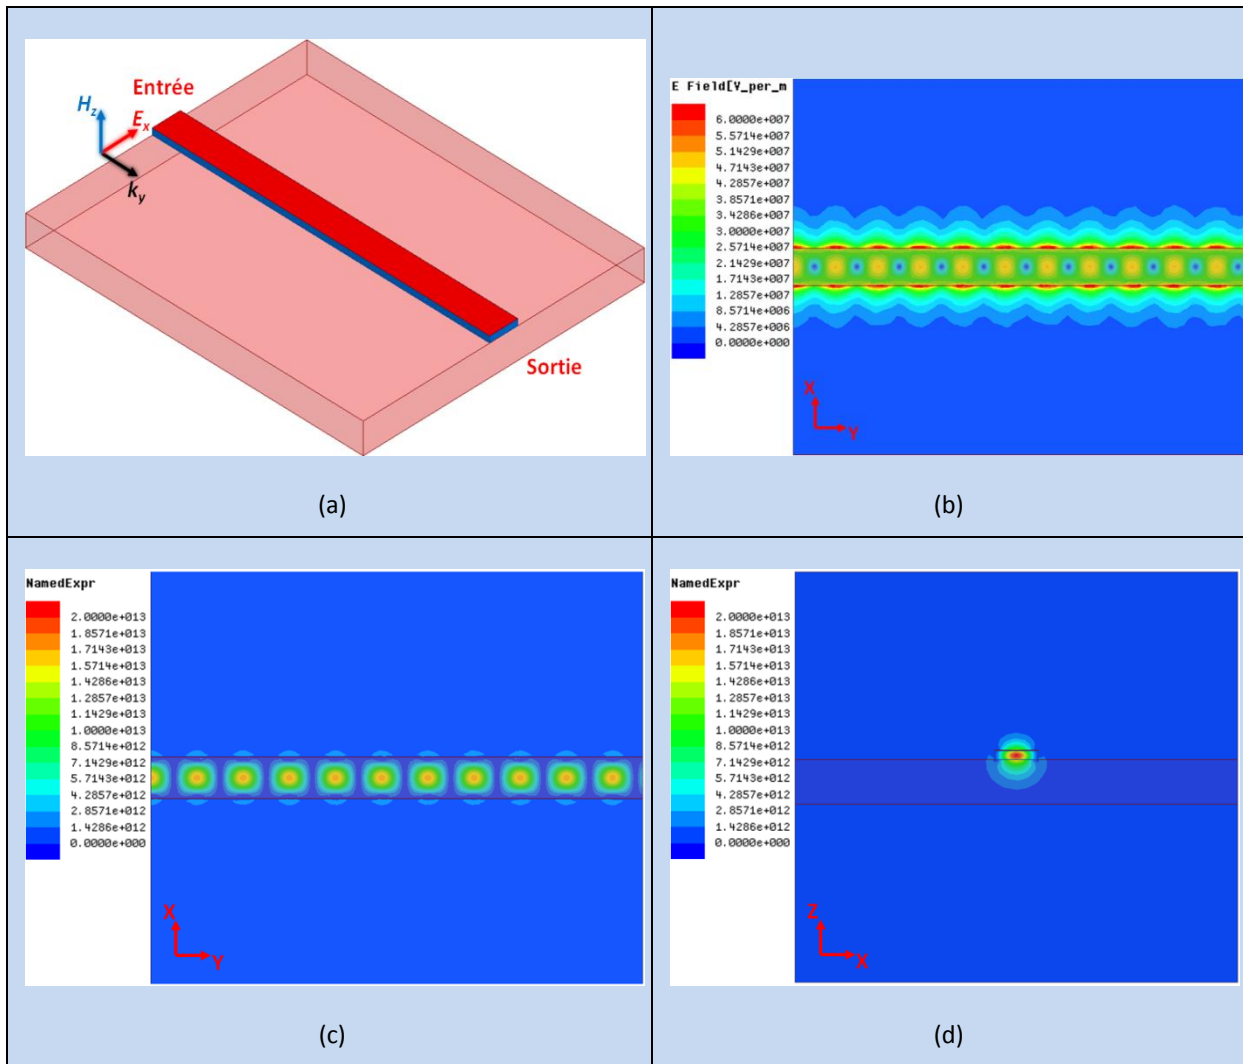 Entrée
Hz
Ex
ky
Sortie
(a)
E Field[V_per_m
6.0000e+007
5.5714e+007
5.1429e+007
4.7143e+007
4.2857e+007
3.8571e+007
3.4286e+007
3.0000e+007
2.5714e+007
2.1429e+007
1.7143e+007
1.2857e+007
8.5714e+006
4.2857e+006
0.0000e+000
X
Y
(b)
NamedExpr
2.0000e+013
1.8571e+013
1.7143e+013
1.5714e+013
1.4286e+013
1.2857e+013
1.1429e+013
1.0000e+013
8.5714e+012
7.1429e+012
5.7143e+012
4.2857e+012
2.8571e+012
1.4286e+012
0.0000e+000
X
Y
(c)
NamedExpr
2.0000e+013
1.8571e+013
1.7143e+013
1.5714e+013
1.4286e+013
1.2857e+013
1.1429e+013
1.0000e+013
8.5714e+012
7.1429e+012
5.7143e+012
4.2857e+012
2.8571e+012
1.4286e+012
0.0000e+000
Z
X
(d)